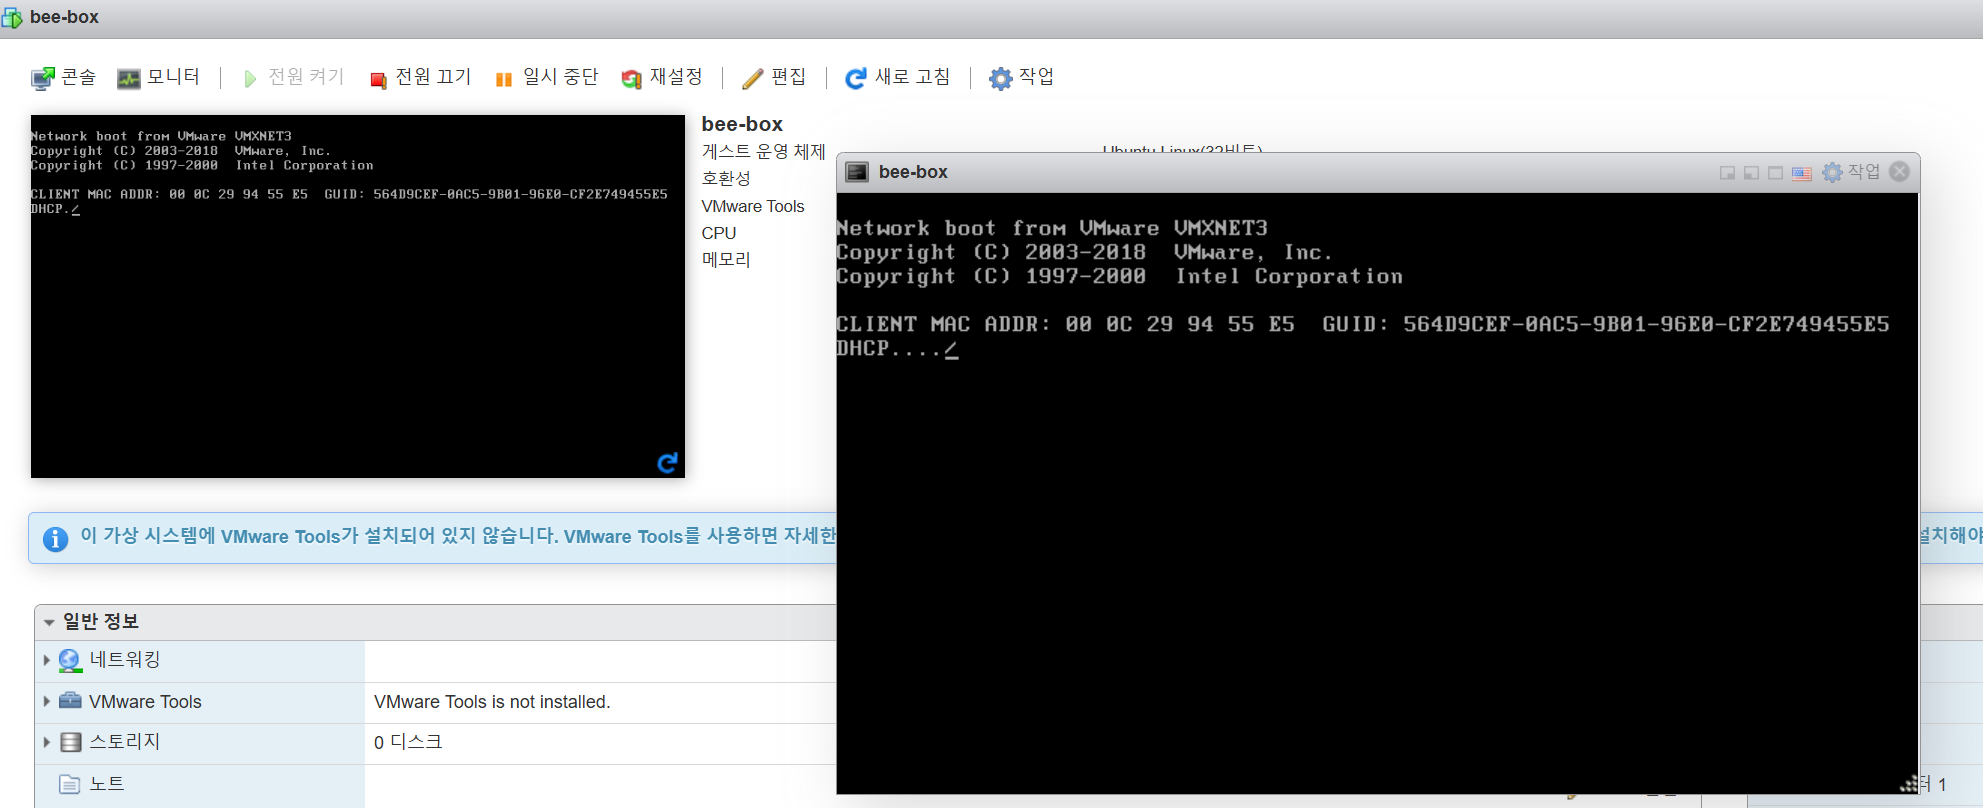 bee-box
콘솔 모니터 전원 켜기 전원 끄기 일시 중단 재설정 편집 새로 고침 작업
Network boot from VMware VMXNET3
Copyright (C) 2003-2018 VMware, Inc.
Copyright (C) 1997-2000 Intel Corporation
CLIENT MAC ADDR: 00 0C 29 94 55 E5 GUID: 564D9CEF-0AC5-9B01-96E0-CF2E749455E5
DHCP./
bee-box
게스트 운영 체제 Ubuntu Linux(32비트)
호환성
VMware Tools
CPU
메모리
bee-box 작업
Network boot from VMware VMXNET3
Copyright (C) 2003-2018 VMware, Inc.
Copyright (C) 1997-2000 Intel Corporation
CLIENT MAC ADDR: 00 0C 29 94 55 E5 GUID: 564D9CEF-0AC5-9B01-96E0-CF2E749455E5
DHCP..../
이 가상 시스템에 VMware Tools가 설치되어 있지 않습니다. VMware Tools를 사용하면 자세한 설치해야
일반 정보
네트워킹
VMware Tools VMware Tools is not installed.
스토리지 0 디스크
노트
터 1